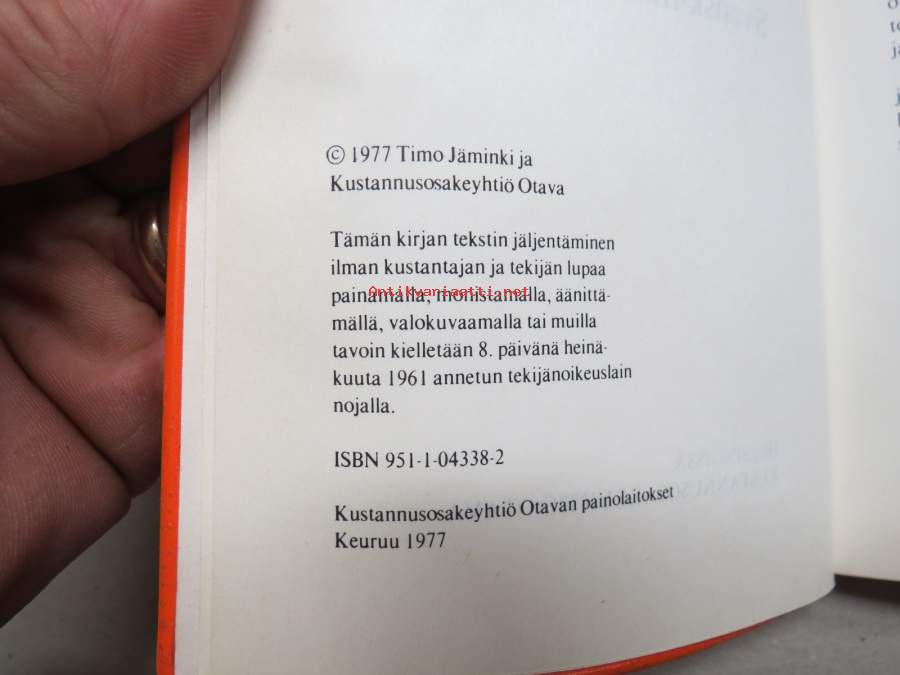 © 1977 Timo Jäminki ja
Kustannusosakeyhtiö Otava
Tämän kirjan tekstin jäljentäminen
ilman kustantajan ja tekijän lupaa
painamalla, monistamalla, äänittä-
mällä, valokuvaamalla tai muilla
tavoin kielletään 8. päivänä heinä-
kuuta 1961 annetun tekijänoikeuslain
nojalla.
ISBN 951-1-04338-2
Kustannusosakeyhtiö Otavan painolaitokset
Keuruu 1977
Antikvariaatti.net